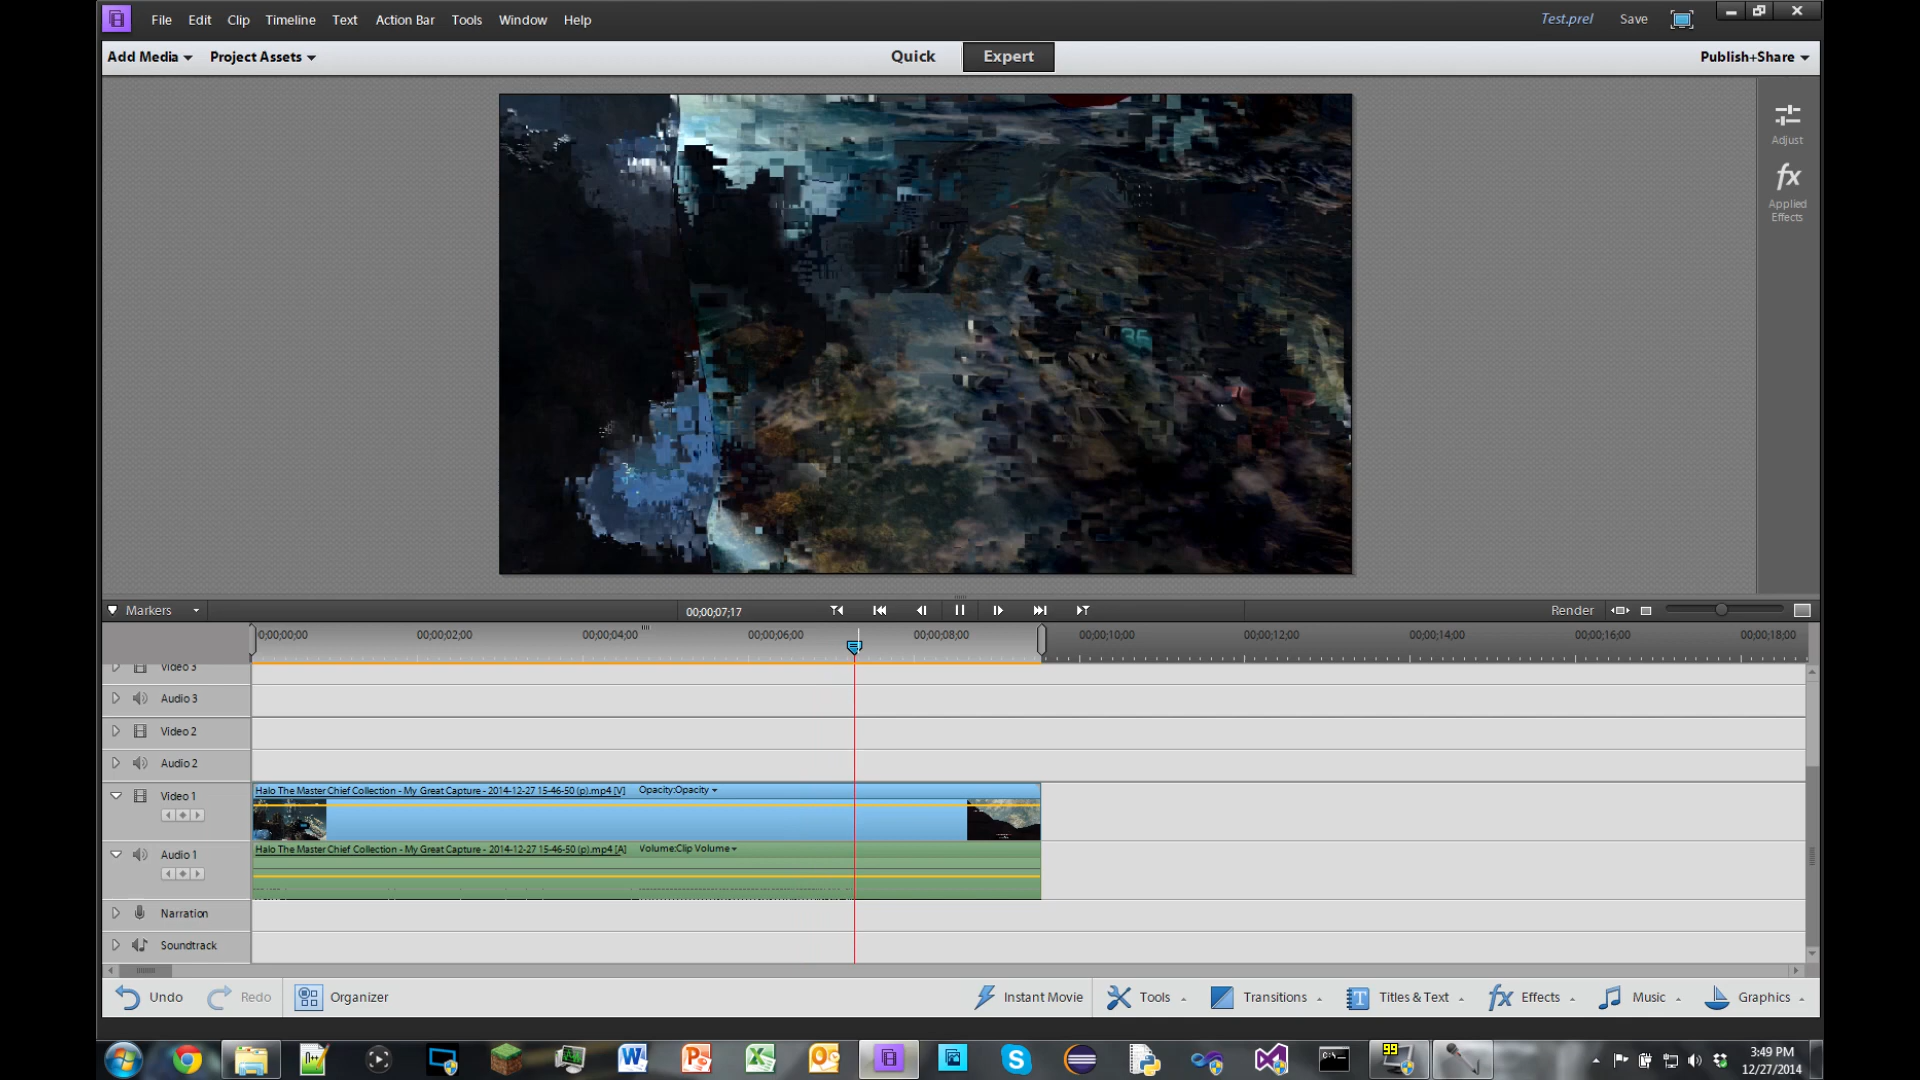 File Edit Clip Timeline Text Action Bar Tools Window Help
Test.prel Save
Add Media Project Assets
Quick Expert
Publish+Share
Adjust
fx
Applied
Effects
35
Markers
00;00;07;17
Render
0;00;00;00 00;00;02;00 00;00;04;00 00;00;06;00 00;00;08;00 00;00;10;00 00;00;12;00 00;00;14;00 00;00;16;00 00;00;18;00
Video 3
Audio 3
Video 2
Audio 2
Video 1
Halo The Master Chief Collection - My Great Capture - 2014-12-27 15-46-50 (p).mp4 [V] Opacity:Opacity
Audio 1
Halo The Master Chief Collection - My Great Capture - 2014-12-27 15-46-50 (p).mp4 [A] Volume:Clip Volume
Narration
Soundtrack
Undo Redo Organizer
Instant Movie Tools Transitions T Titles & Text fx Effects Music Graphics
99
3:49 PM
12/27/2014